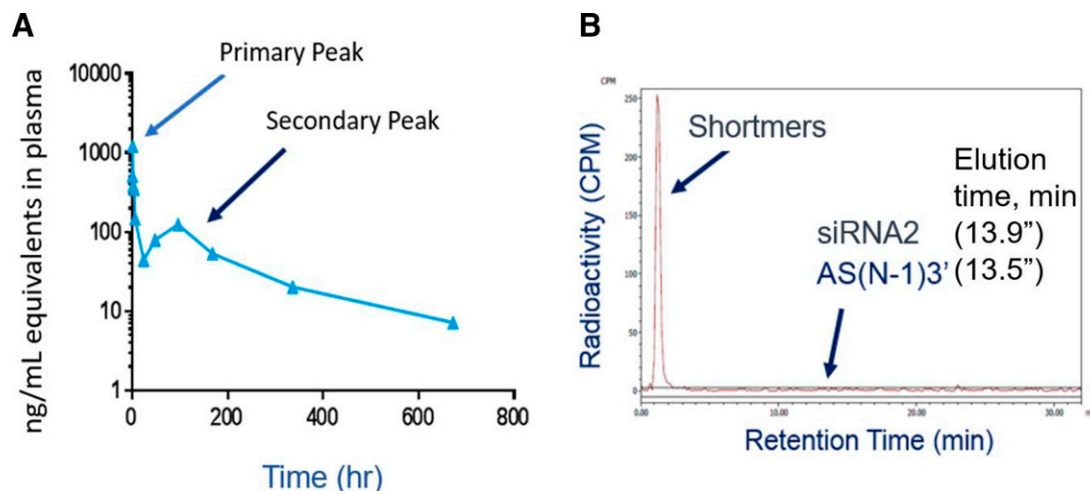 A
Primary Peak
Secondary Peak
ng/mL equivalents in plasma
10000
1000
100
10
1
0
200
400
600
800
Time (hr)
B
CPM
250
200
150
100
50
0
Radioactivity (CPM)
Shortmers
Elution
time, min
siRNA2 (13.9”)
AS(N-1)3' (13.5”)
0.00
10.00
20.00
30.00
Retention Time (min)